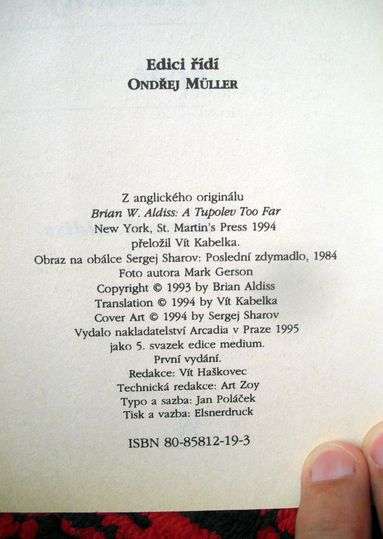 Edici řídí
ONDŘEJ MÜLLER
Z anglického originálu
Brian W. Aldiss: A Tupolev Too Far
New York, St. Martin's Press 1994
přeložil Vít Kabelka.
Obraz na obálce Sergej Sharov: Poslední zdymadlo, 1984
Foto autora Mark Gerson
Copyright © 1993 by Brian Aldiss
Translation © 1994 by Vít Kabelka
Cover Art © 1994 by Sergej Sharov
Vydalo nakladatelství Arcadia v Praze 1995
jako 5. svazek edice medium.
První vydání.
Redakce: Vít Haškovec
Technická redakce: Art Zoy
Typo a sazba: Jan Poláček
Tisk a vazba: Elsnerdruck
ISBN 80-85812-19-3